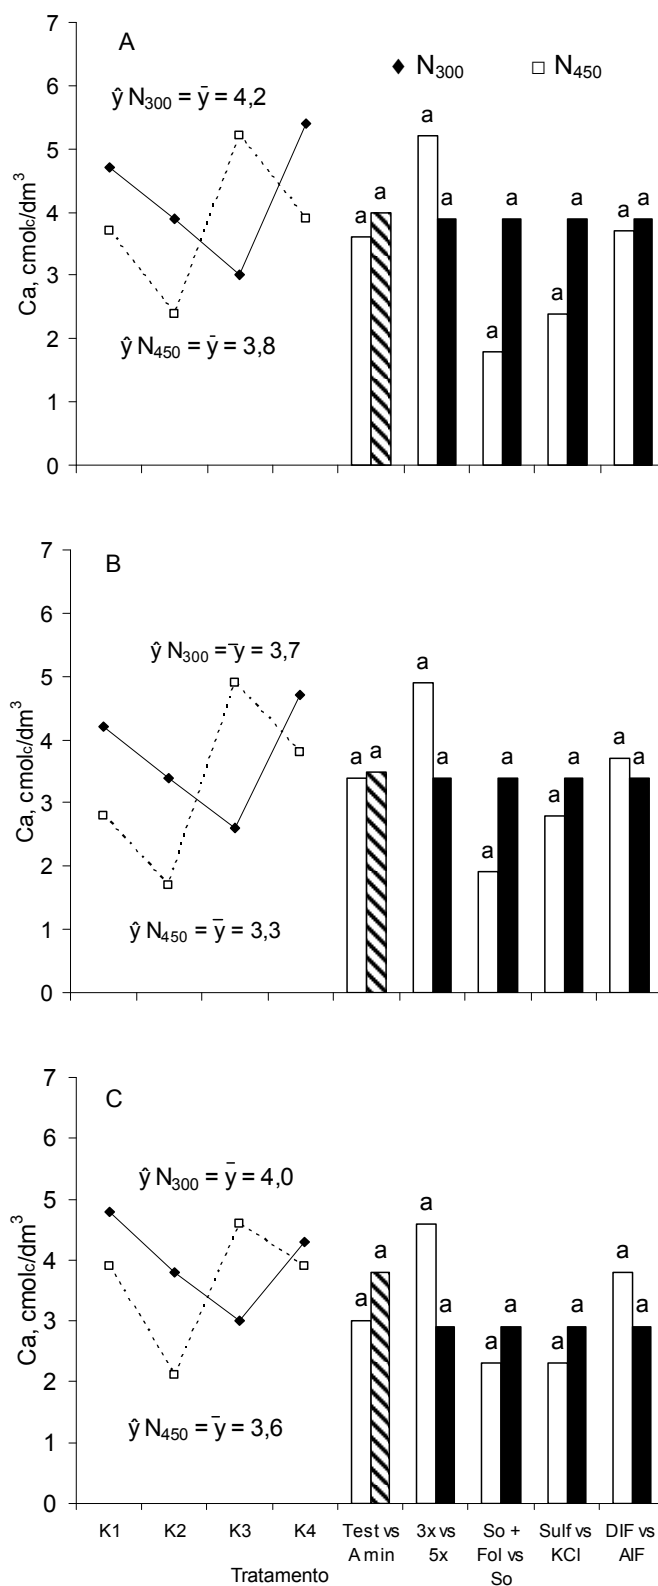 A
◆ N300 □ N450
ŷ N300 = ȳ = 4,2
ŷ N450 = ȳ = 3,8
Ca, cmolc/dm³
7
6
5
4
3
2
1
0
a a a a a a a a a a
B
ŷ N300 = ȳ = 3,7
ŷ N450 = ȳ = 3,3
Ca, cmolc/dm³
7
6
5
4
3
2
1
0
a a a a a a a a a a
C
ŷ N300 = ȳ = 4,0
ŷ N450 = ȳ = 3,6
Ca, cmolc/dm³
7
6
5
4
3
2
1
0
a a a a a a a a a a
K1 K2 K3 K4 Test vs 3x vs So + Sulf vs DIF vs
A min 5x Fol vs KCl AIF
So
Tratamento